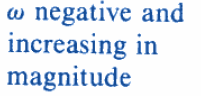 ω negative and
increasing in
magnitude